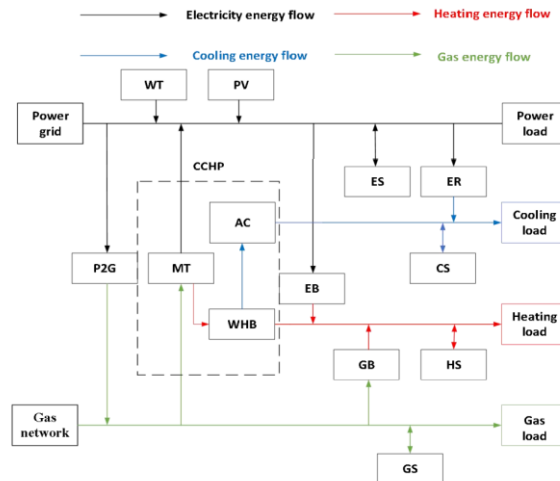 Electricity energy flow
Heating energy flow
Cooling energy flow
Gas energy flow
WT
PV
Power
grid
Power
load
CCHP
ES
ER
AC
Cooling
load
P2G
MT
CS
EB
WHB
Heating
load
GB
HS
Gas
network
Gas
load
GS